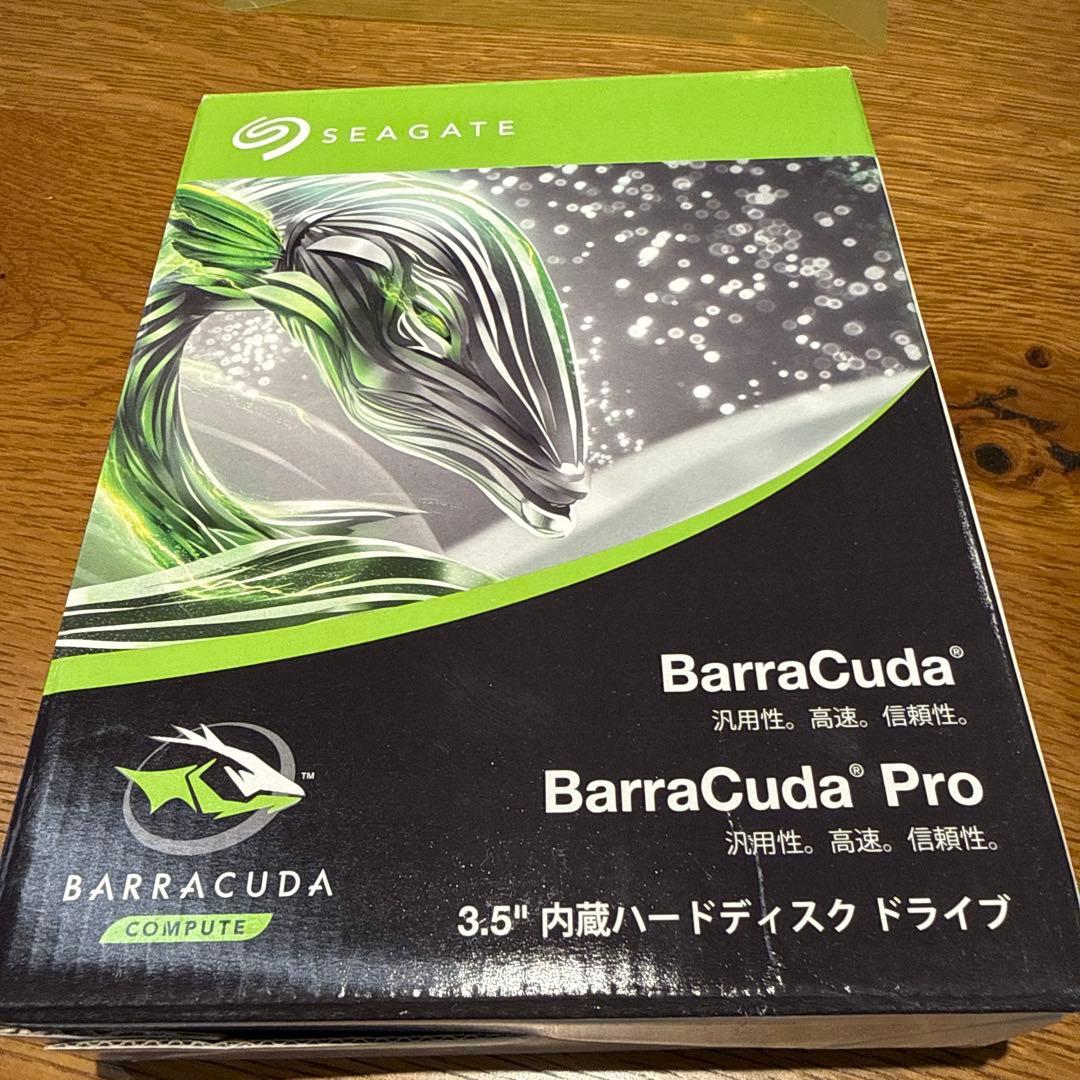 SEAGATE
BarraCuda®
汎用性。高速。信頼性。
BarraCuda® Pro
汎用性。高速。信頼性。
3.5" 内蔵ハードディスク ドライブ
™
BARRACUDA
COMPUTE